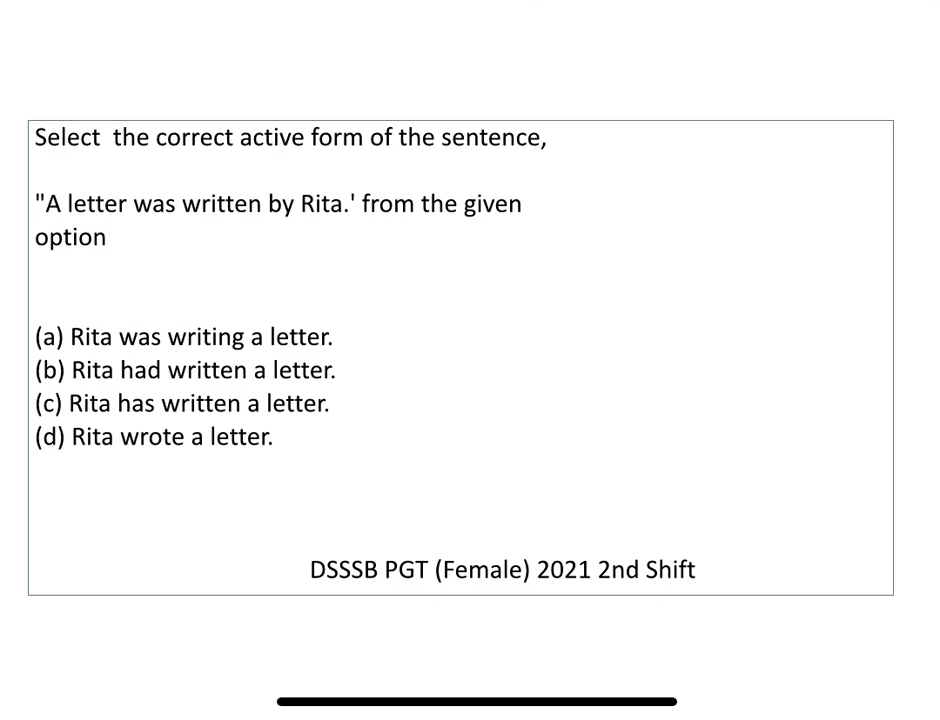 Select  the correct active form of the sentence,
"A letter was written by Rita.' from the given
option
(a) Rita was writing a letter.
(b) Rita had written a letter.
(c) Rita has written a letter.
(d) Rita wrote a letter.
DSSSB PGT (Female) 2021 2nd Shift